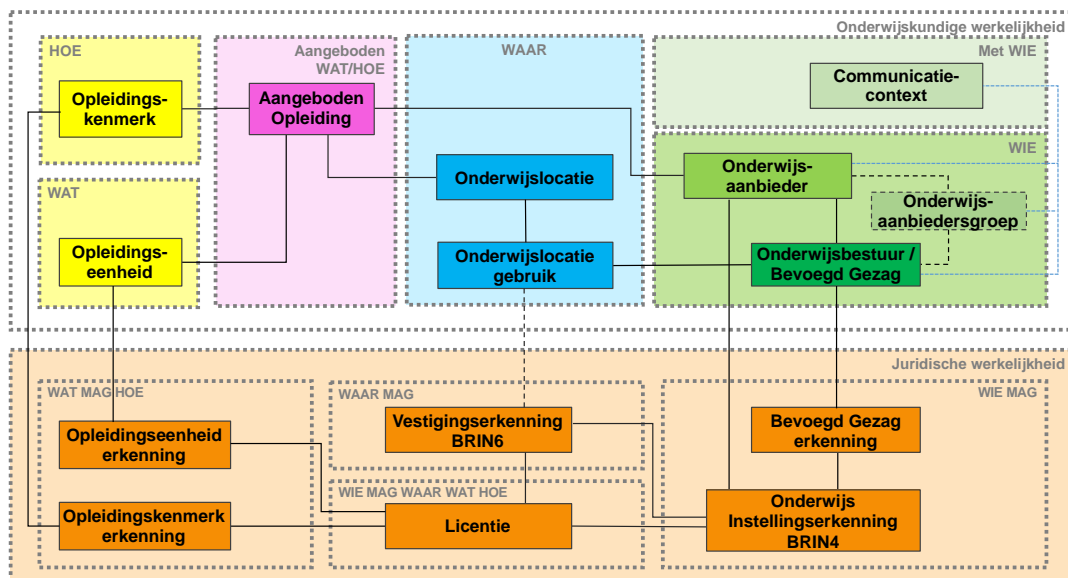 Onderwijskundige werkelijkheid
HOE
Opleidings-
kenmerk
Aangeboden
WAT/HOE
Aangeboden
Opleiding
WAAR
Met WIE
Communicatie-
context
WIE
Onderwijs-
aanbieder
Onderwijs-
aanbiedersgroep
Onderwijslocatie
WAT
Opleidings-
eenheid
Onderwijslocatie
gebruik
Onderwijsbestuur /
Bevoegd Gezag
Juridische werkelijkheid
WAT MAG HOE
Opleidingseenheid
erkenning
Opleidingskenmerk
erkenning
WAAR MAG
Vestigingserkenning
BRIN6
WIE MAG WAAR WAT HOE
Licentie
WIE MAG
Bevoegd Gezag
erkenning
Onderwijs
Instellingserkenning
BRIN4